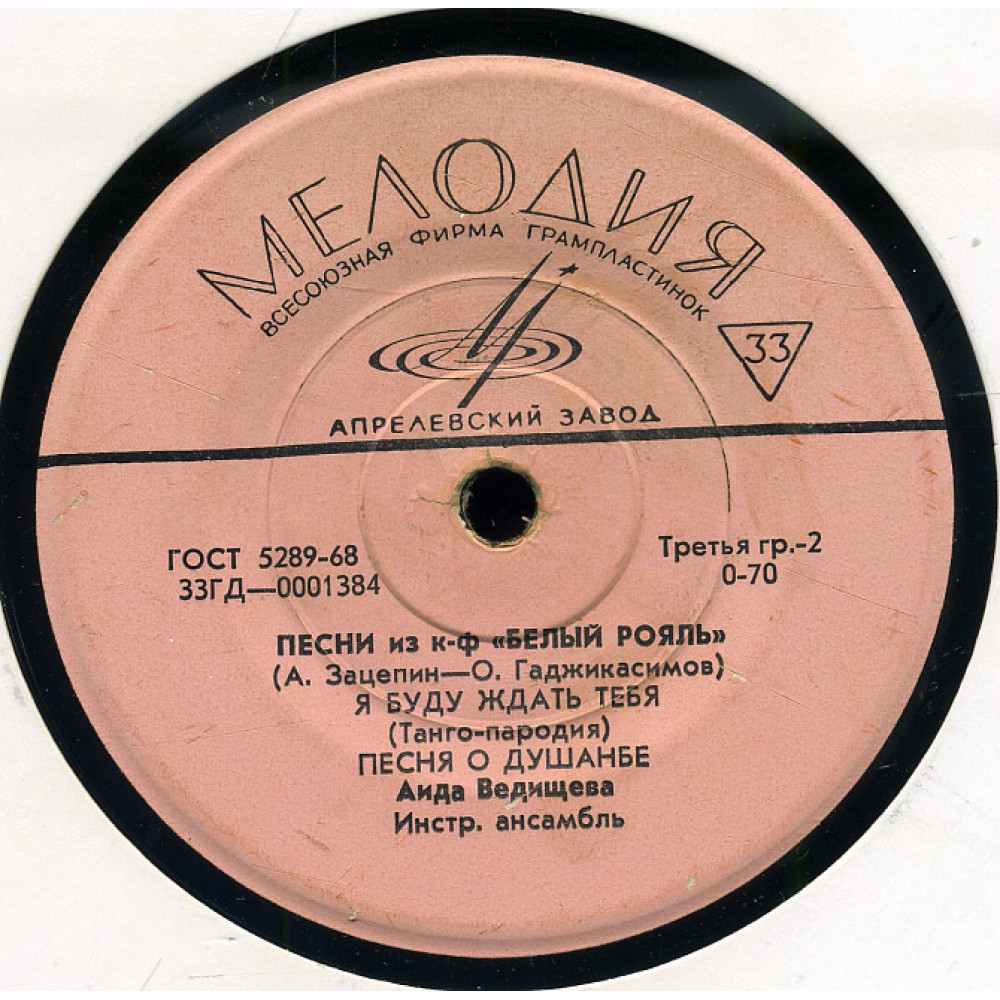 МЕЛОДИЯ
ВСЕСОЮЗНАЯ ФИРМА ГРАМПЛАСТИНОК
33
АПРЕЛЕВСКИЙ ЗАВОД
ГОСТ 5289-68
33ГД—0001384
Третья гр.-2
0-70
ПЕСНИ из к-ф «БЕЛЫЙ РОЯЛЬ»
(А. Зацепин—О. Гаджикасимов)
Я БУДУ ЖДАТЬ ТЕБЯ
(Танго-пародия)
ПЕСНЯ О ДУШАНБЕ
Аида Ведищева
Инстр. ансамбль